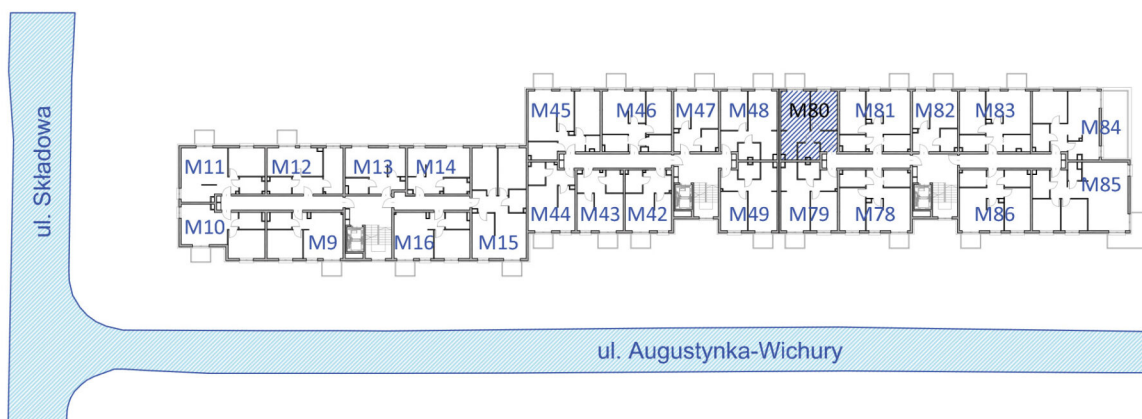 ul. Składowa
M45 M46 M47 M48 M80 M81 M82 M83 M84
M11 M12 M13 M14
M44 M43 M42 M49 M79 M78 M86 M85
M10 M9 M16 M15
ul. Augustynka-Wichury